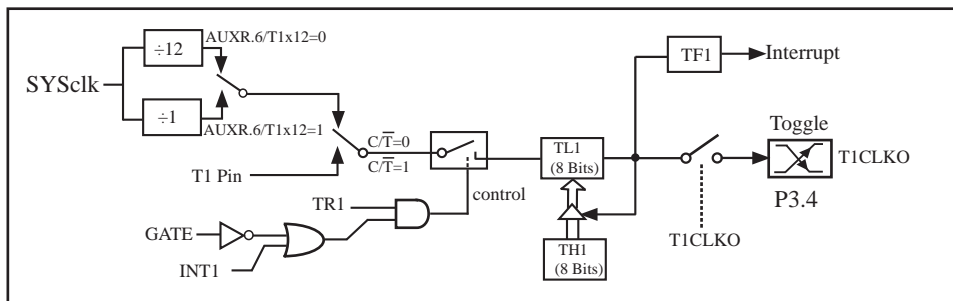 AUXR.6/T1x12=0
÷12
SYSclk
÷1
AUXR.6/T1x12=1
T1 Pin
C/T̅=0
C/T̅=1
TR1
GATE
INT1
control
TL1
(8 Bits)
TH1
(8 Bits)
TF1
Interrupt
Toggle
T1CLKO
P3.4
T1CLKO